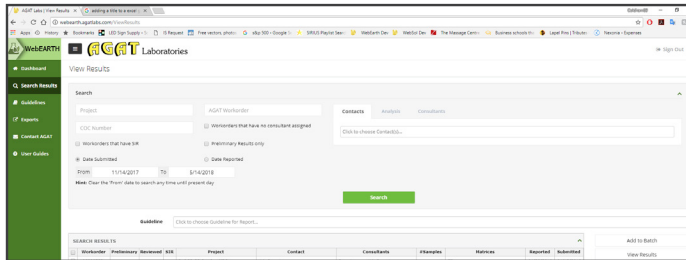 AGAT Labs | View Results
adding a title to a excel
webearth.agatlabs.com/ViewResults
Apps History Bookmarks LED Sign Supply IS Request Free vectors, photos S&P 500 - Google SIRIUS Playlist Sear WebEarth Dev WebSol Dev The Message Centre Business schools Lapel Pins | Tributes Nexonia - Expenses
WebEARTH
AGAT Laboratories
Sign Out
Dashboard
View Results
Search Results
Search
Guidelines
Project
AGAT Workorder
Contacts Analysis Consultants
Exports
COC Number
Workorders that have no consultant assigned
Click to choose Contact(s)...
Contact AGAT
Workorders that have SIR
Preliminary Results only
User Guides
Date Submitted
Date Reported
From 11/14/2017 To 5/14/2018
Hint: Clear the 'From' date to search any time until present day
Search
Guideline Click to choose Guideline for Report...
SEARCH RESULTS
Add to Batch
Workorder Preliminary Reviewed SIR Project Contact Consultants #Samples Matrices Reported Submitted
View Results